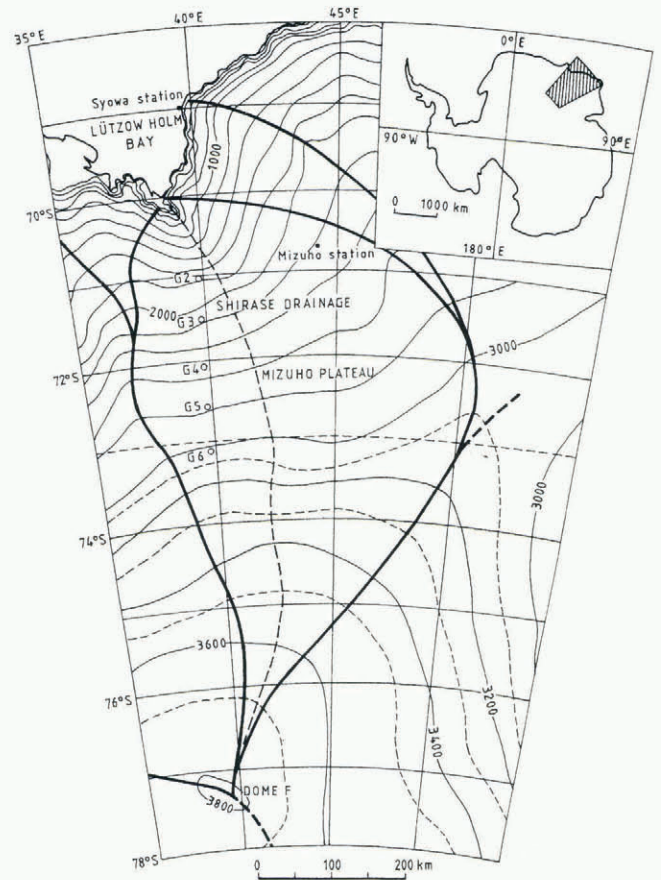 35°E
40°E
45°E
0°E
90°W
90°E
180°E
0 1000 km
Syowa station
LÜTZOW HOLM
BAY
1000
70°S
Mizuho station
G2
SHIRASE DRAINAGE
2000
G3
3000
G4
MIZUHO PLATEAU
72°S
G5
G6
3000
74°S
3600
76°S
3200
3400
DOME F
3800
78°S
0 100 200 km